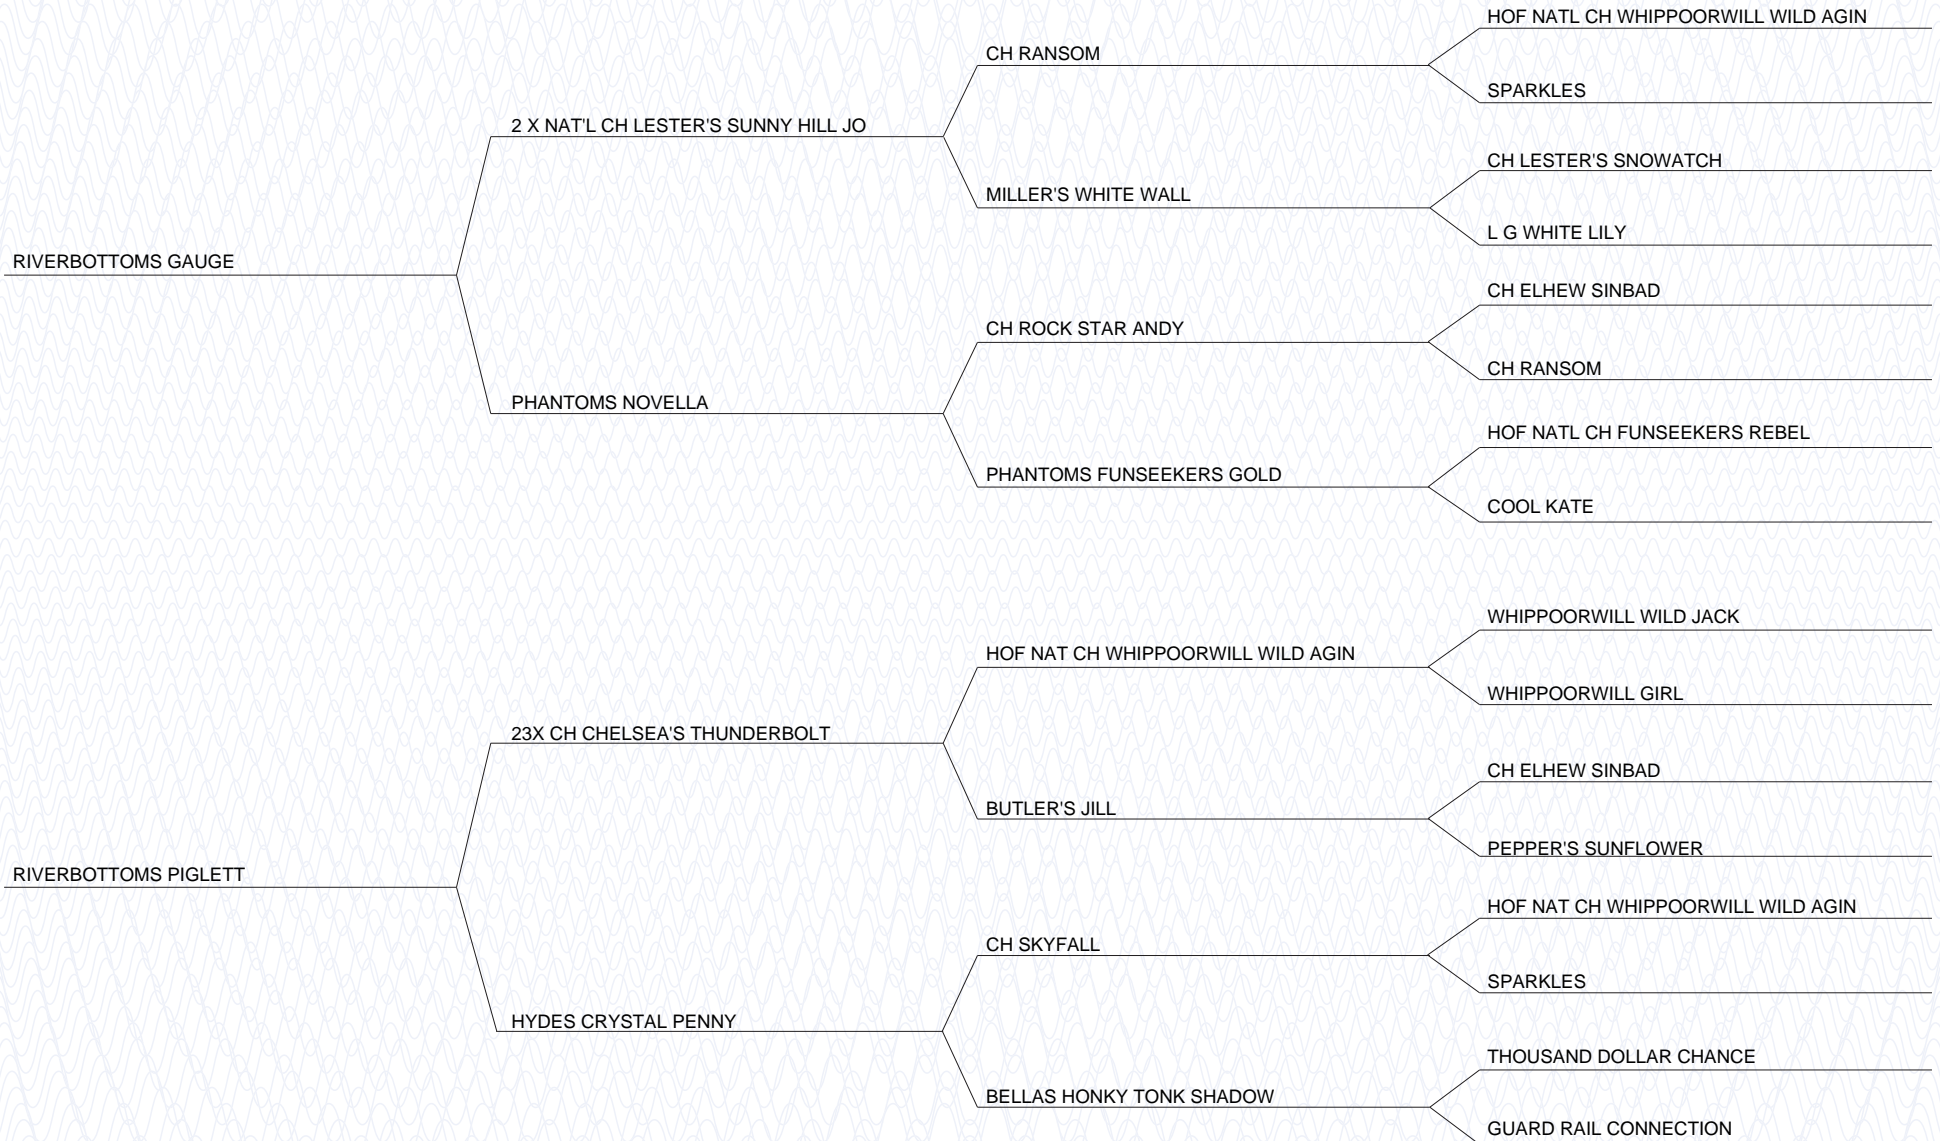 HOF NATL CH WHIPPOORWILL WILD AGIN
CH RANSOM
SPARKLES
2 X NAT'L CH LESTER'S SUNNY HILL JO
CH LESTER'S SNOWATCH
MILLER'S WHITE WALL
L G WHITE LILY
RIVERBOTTOMS GAUGE
CH ELHEW SINBAD
CH ROCK STAR ANDY
CH RANSOM
PHANTOMS NOVELLA
HOF NATL CH FUNSEEKERS REBEL
PHANTOMS FUNSEEKERS GOLD
COOL KATE
WHIPPOORWILL WILD JACK
HOF NAT CH WHIPPOORWILL WILD AGIN
WHIPPOORWILL GIRL
23X CH CHELSEA'S THUNDERBOLT
CH ELHEW SINBAD
BUTLER'S JILL
PEPPER'S SUNFLOWER
RIVERBOTTOMS PIGLETT
HOF NAT CH WHIPPOORWILL WILD AGIN
CH SKYFALL
SPARKLES
HYDES CRYSTAL PENNY
THOUSAND DOLLAR CHANCE
BELLAS HONKY TONK SHADOW
GUARD RAIL CONNECTION